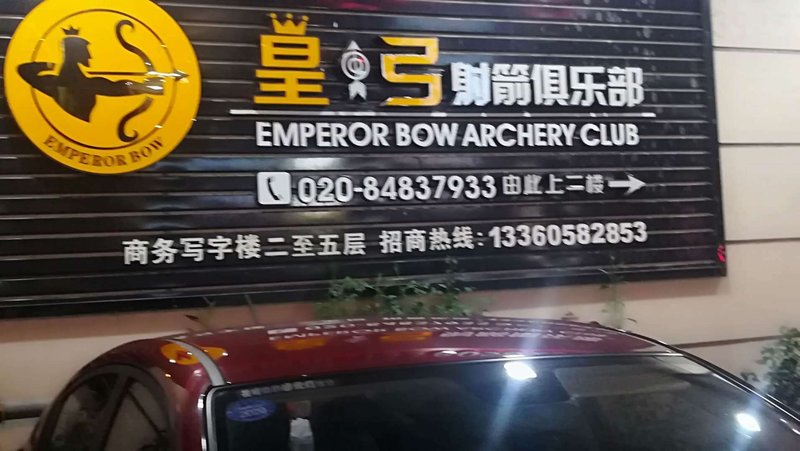 皇弓射箭俱乐部
EMPEROR BOW
EMPEROR BOW ARCHERY CLUB
020-84837933 由此上二楼
商务写字楼二至五层 招商热线:13360582853